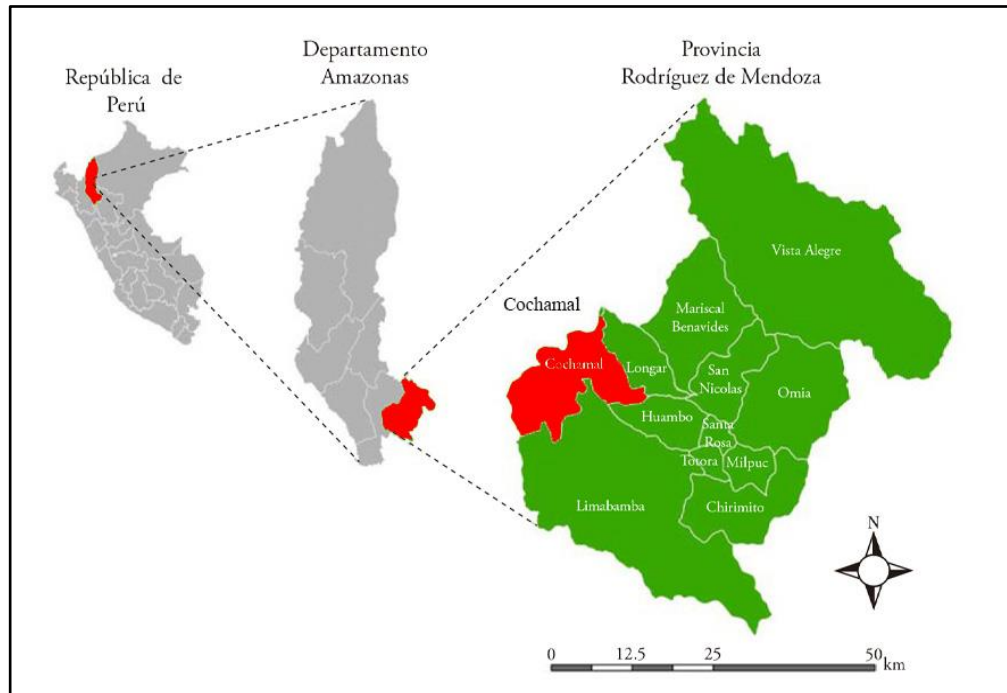 República de
Perú
Departamento
Amazonas
Provincia
Rodríguez de Mendoza
Vista Alegre
Cochamal
Mariscal
Benavides
Cochamal
Longar
San
Nicolas
Omia
Huambo
Santa
Rosa
Totora
Milpuc
Limabamba
Chirimito
N
0 12.5 25 50
km